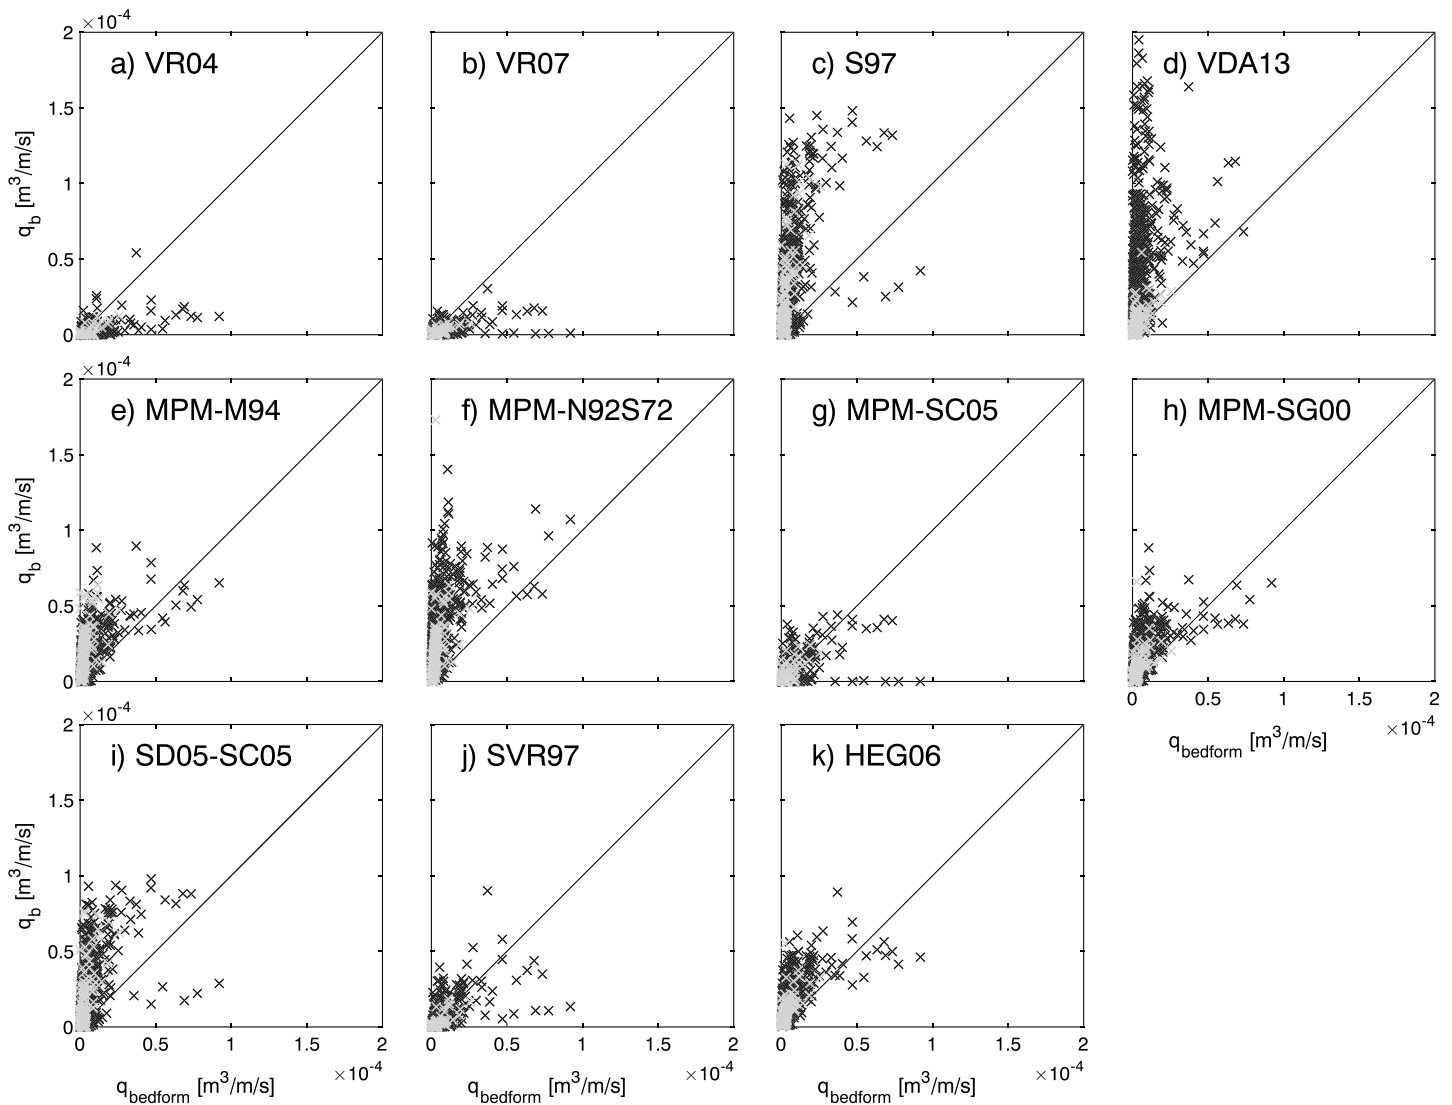 ×10⁻⁴
2
1.5
1
0.5
0
q_b [m³/m/s]
a) VR04
b) VR07
c) S97
d) VDA13
×10⁻⁴
2
1.5
1
0.5
0
q_b [m³/m/s]
e) MPM-M94
f) MPM-N92S72
g) MPM-SC05
h) MPM-SG00
0 0.5 1 1.5 2
×10⁻⁴
q_bedform [m³/m/s]
×10⁻⁴
2
1.5
1
0.5
0
q_b [m³/m/s]
i) SD05-SC05
j) SVR97
k) HEG06
0 0.5 1 1.5 2
×10⁻⁴
q_bedform [m³/m/s]
0 0.5 1 1.5 2
×10⁻⁴
q_bedform [m³/m/s]
0 0.5 1 1.5 2
×10⁻⁴
q_bedform [m³/m/s]